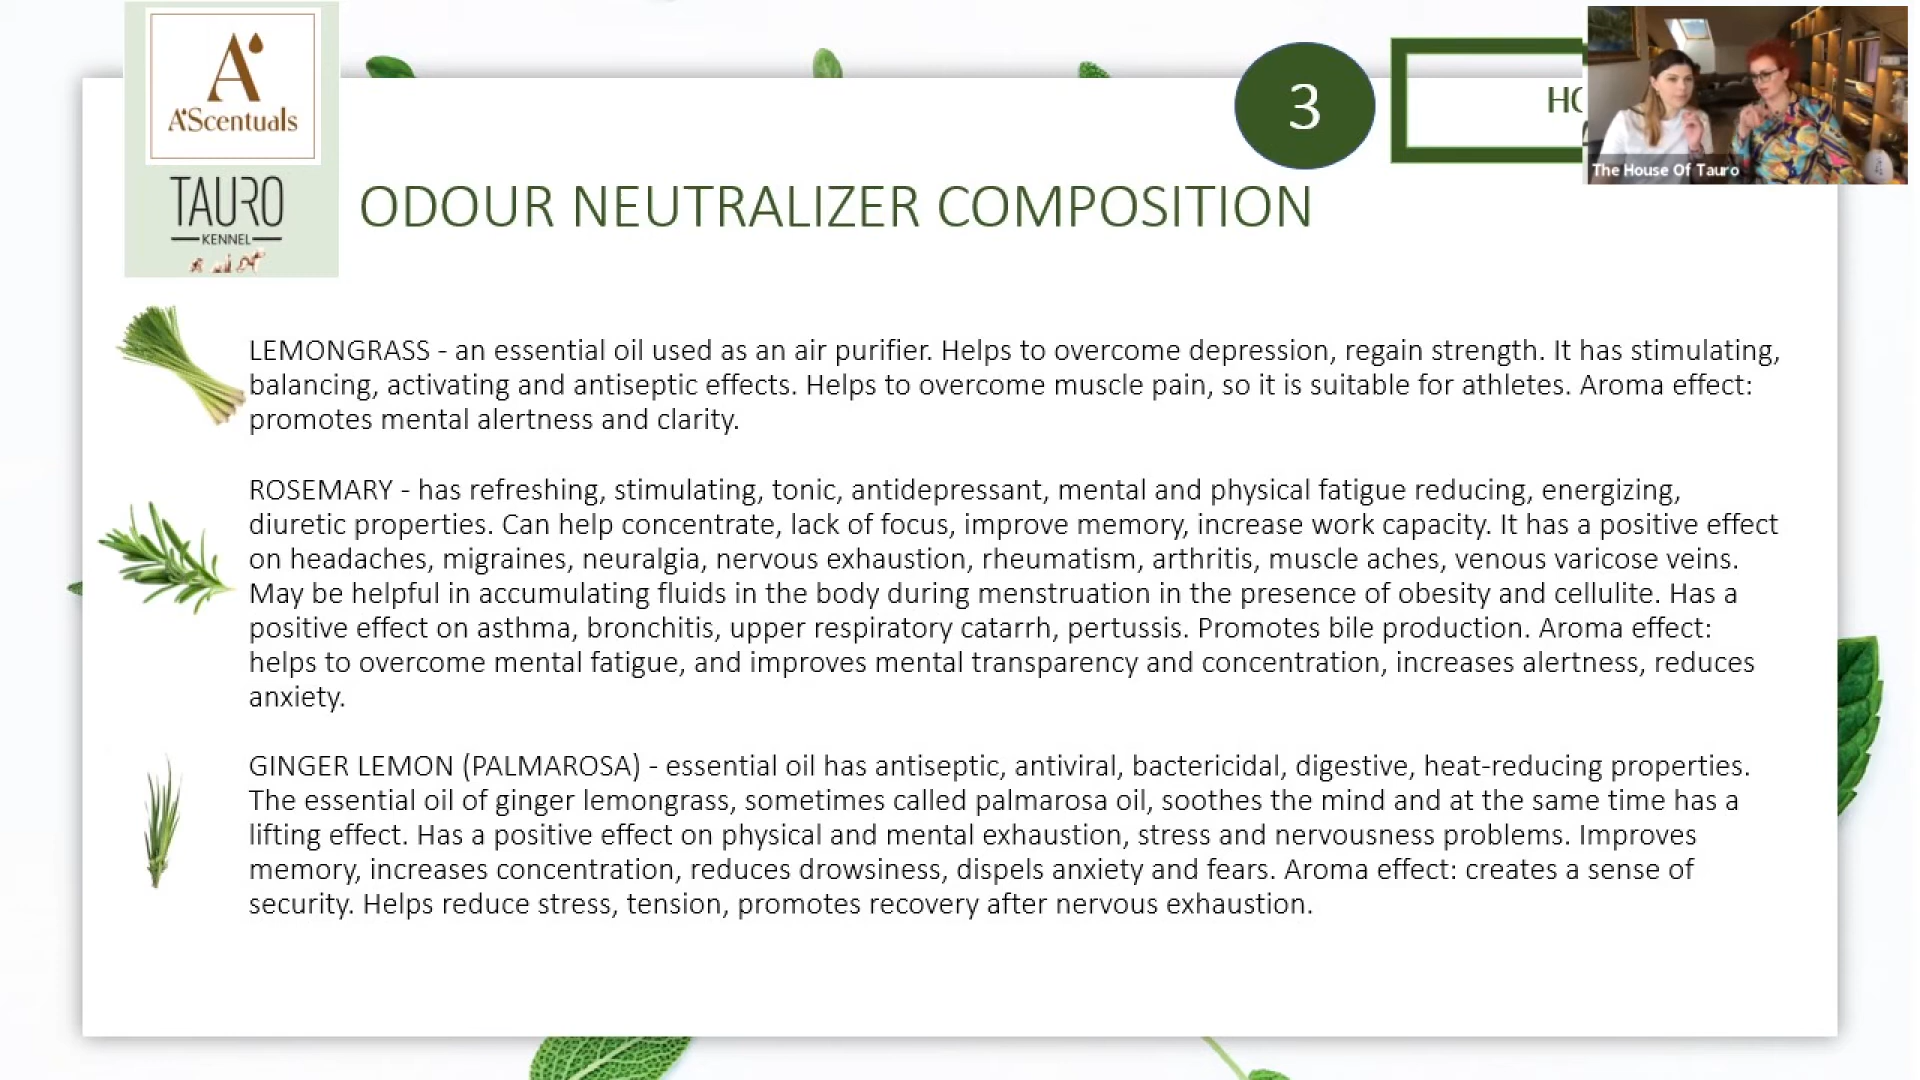 A'Scentuals
TAURO
KENNEL
3
The House Of Tauro
ODOUR NEUTRALIZER COMPOSITION
LEMONGRASS - an essential oil used as an air purifier. Helps to overcome depression, regain strength. It has stimulating,
balancing, activating and antiseptic effects. Helps to overcome muscle pain, so it is suitable for athletes. Aroma effect:
promotes mental alertness and clarity.
ROSEMARY - has refreshing, stimulating, tonic, antidepressant, mental and physical fatigue reducing, energizing,
diuretic properties. Can help concentrate, lack of focus, improve memory, increase work capacity. It has a positive effect
on headaches, migraines, neuralgia, nervous exhaustion, rheumatism, arthritis, muscle aches, venous varicose veins.
May be helpful in accumulating fluids in the body during menstruation in the presence of obesity and cellulite. Has a
positive effect on asthma, bronchitis, upper respiratory catarrh, pertussis. Promotes bile production. Aroma effect:
helps to overcome mental fatigue, and improves mental transparency and concentration, increases alertness, reduces
anxiety.
GINGER LEMON (PALMAROSA) - essential oil has antiseptic, antiviral, bactericidal, digestive, heat-reducing properties.
The essential oil of ginger lemongrass, sometimes called palmarosa oil, soothes the mind and at the same time has a
lifting effect. Has a positive effect on physical and mental exhaustion, stress and nervousness problems. Improves
memory, increases concentration, reduces drowsiness, dispels anxiety and fears. Aroma effect: creates a sense of
security. Helps reduce stress, tension, promotes recovery after nervous exhaustion.